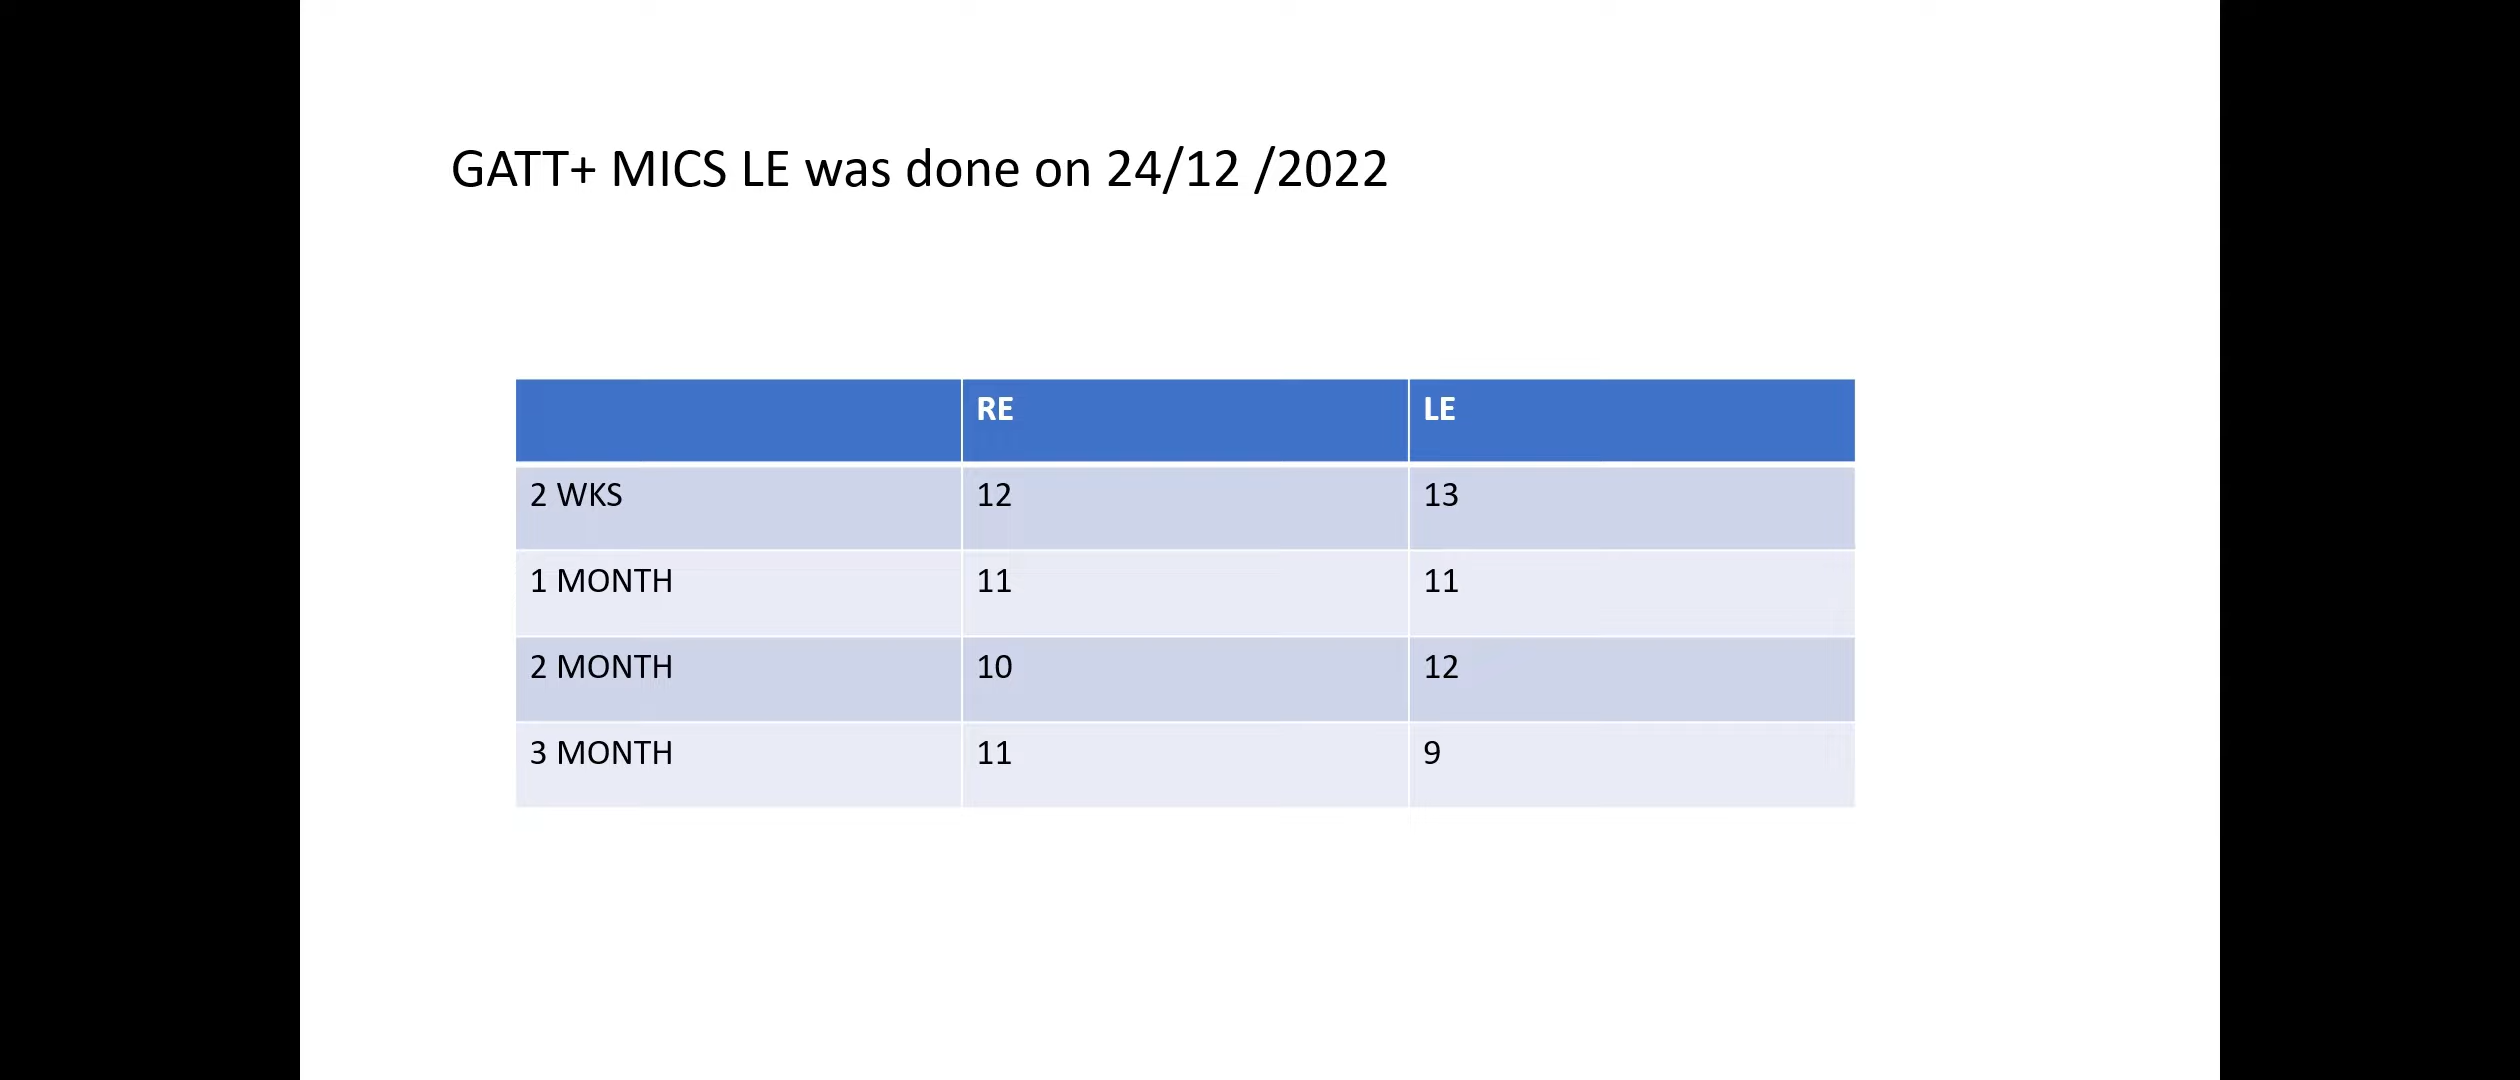 GATT+ MICS LE was done on 24/12 /2022
RE LE
2 WKS 12 13
1 MONTH 11 11
2 MONTH 10 12
3 MONTH 11 9